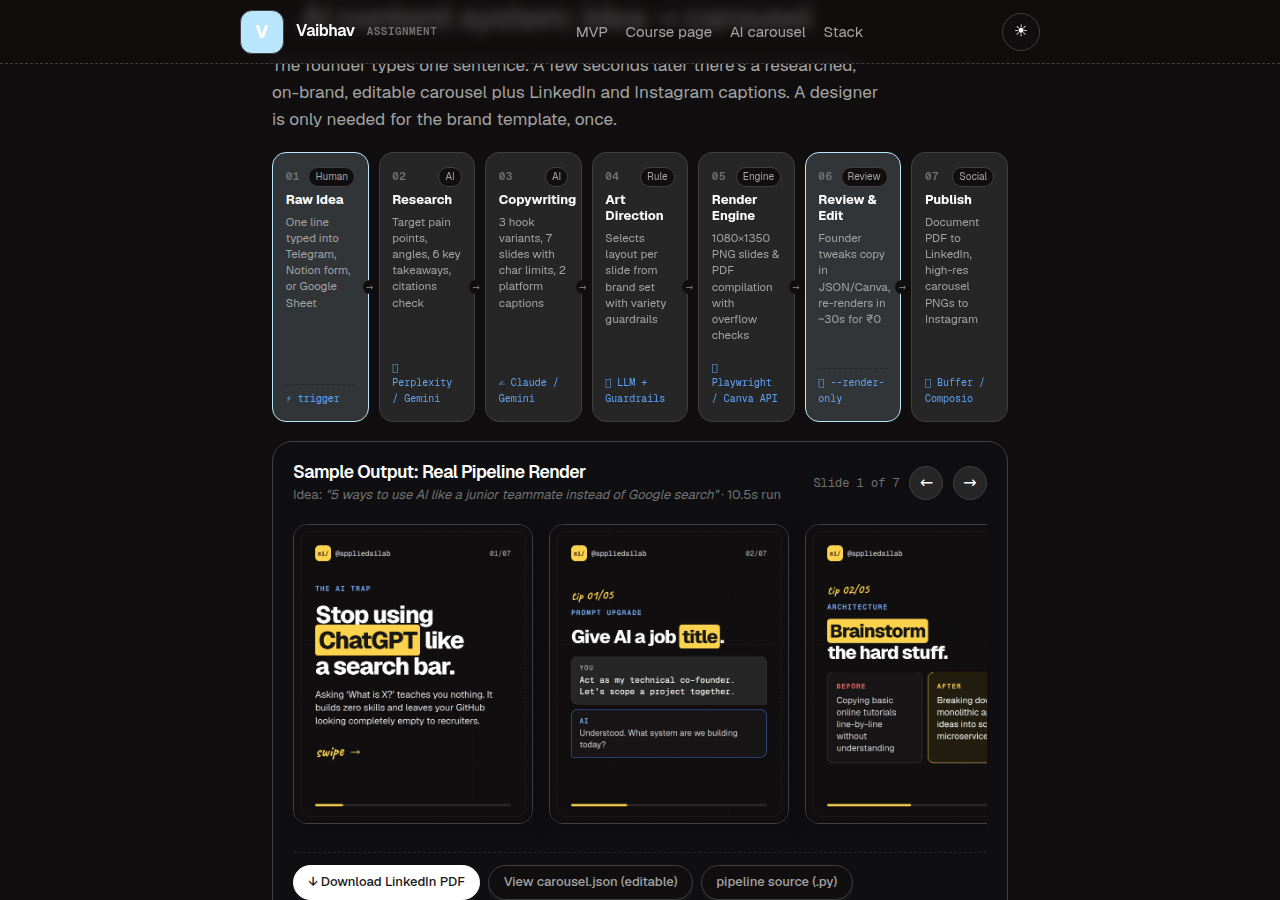 V
Vaibhav ASSIGNMENT
MVP Course page AI carousel Stack
The founder types one sentence. A few seconds later there's a researched,
on-brand, editable carousel plus LinkedIn and Instagram captions. A designer
is only needed for the brand template, once.
01 Human
Raw Idea
One line
typed into
Telegram,
Notion form,
or Google
Sheet
⚡ trigger
→
02 AI
Research
Target pain
points,
angles, 6 key
takeaways,
citations
check
Perplexity
/ Gemini
→
03 AI
Copywriting
3 hook
variants, 7
slides with
char limits, 2
platform
captions
✍ Claude /
Gemini
→
04 Rule
Art
Direction
Selects
layout per
slide from
brand set
with variety
guardrails
LLM +
Guardrails
→
05 Engine
Render
Engine
1080×1350
PNG slides &
PDF
compilation
with
overflow
checks
Playwright
/ Canva API
→
06 Review
Review &
Edit
Founder
tweaks copy
in
JSON/Canva,
re-renders in
~30s for ₹0
--render-
only
→
07 Social
Publish
Document
PDF to
LinkedIn,
high-res
carousel
PNGs to
Instagram
Buffer /
Composio
Sample Output: Real Pipeline Render
Idea: "5 ways to use AI like a junior teammate instead of Google search" · 10.5s run
Slide 1 of 7 ← →
ai/ @appliedailab 01/07
THE AI TRAP
Stop using
ChatGPT like
a search bar.
Asking 'What is X?' teaches you nothing. It
builds zero skills and leaves your GitHub
looking completely empty to recruiters.
swipe →
ai/ @appliedailab 02/07
tip 01/05
PROMPT UPGRADE
Give AI a job title.
YOU
Act as my technical co-founder.
Let's scope a project together.
AI
Understood. What system are we building
today?
ai/ @appliedailab
tip 02/05
ARCHITECTURE
Brainstorm
the hard stuff.
BEFORE
Copying basic
online tutorials
line-by-line
without
understanding
AFTER
Breaking
monolithic
ideas into
microservice
↓ Download LinkedIn PDF
View carousel.json (editable)
pipeline source (.py)